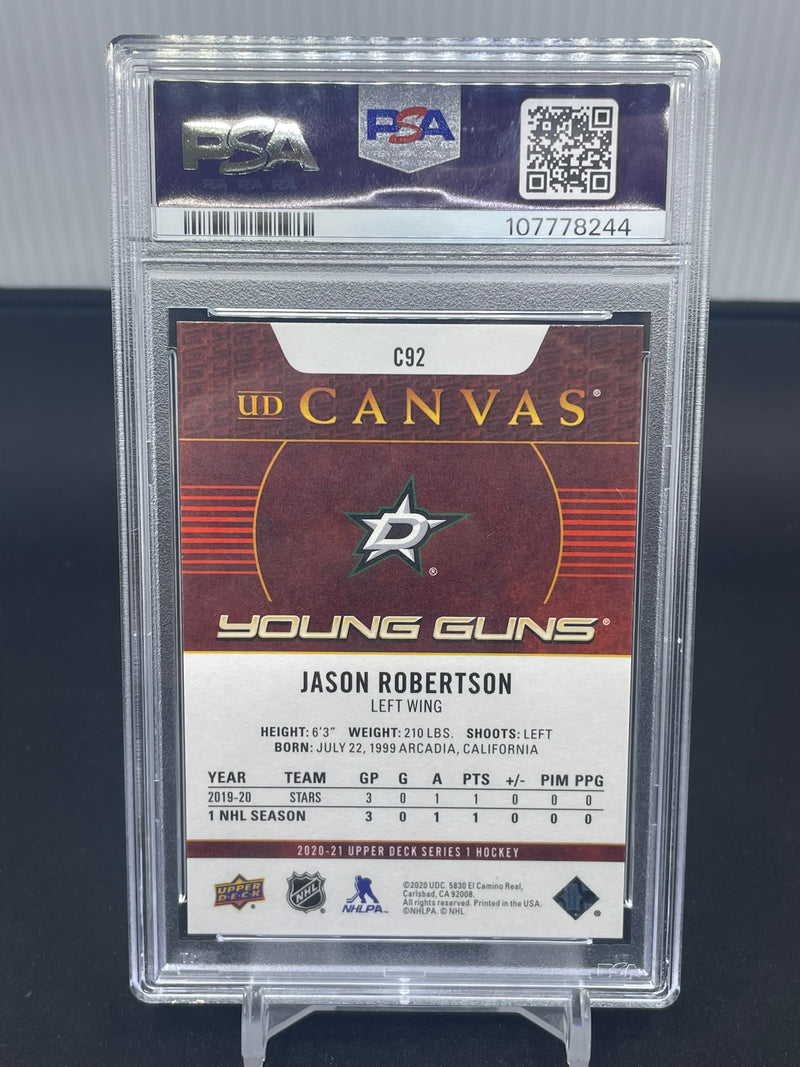 PSA
PSA
107778244
C92
UD CANVAS®
D
®
YOUNG GUNS®
JASON ROBERTSON
LEFT WING
HEIGHT: 6'3" WEIGHT: 210 LBS. SHOOTS: LEFT
BORN: JULY 22, 1999 ARCADIA, CALIFORNIA
YEAR TEAM GP G A PTS +/- PIM PPG
2019-20 STARS 3 0 1 1 0 0 0
1 NHL SEASON 3 0 1 1 0 0 0
2020-21 UPPER DECK SERIES 1 HOCKEY
UPPER DECK
NHL
NHLPA
©2020 UDC. 5830 El Camino Real,
Carlsbad, CA 92008.
All rights reserved. Printed in the USA.
©NHLPA. © NHL.
®
PSA